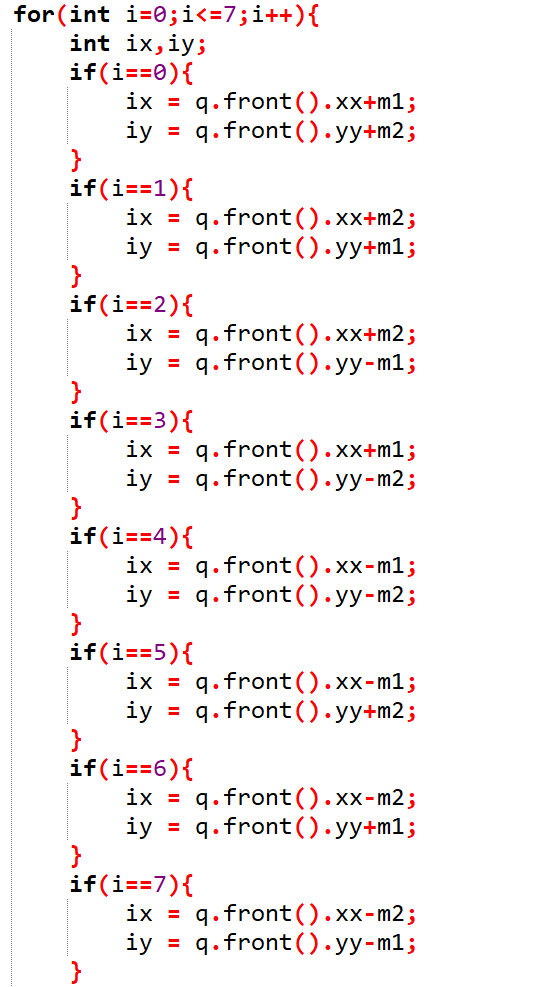 for(int i=0;i<=7;i++){
    int ix,iy;
    if(i==0){
        ix = q.front().xx+m1;
        iy = q.front().yy+m2;
    }
    if(i==1){
        ix = q.front().xx+m2;
        iy = q.front().yy+m1;
    }
    if(i==2){
        ix = q.front().xx+m2;
        iy = q.front().yy-m1;
    }
    if(i==3){
        ix = q.front().xx+m1;
        iy = q.front().yy-m2;
    }
    if(i==4){
        ix = q.front().xx-m1;
        iy = q.front().yy-m2;
    }
    if(i==5){
        ix = q.front().xx-m1;
        iy = q.front().yy+m2;
    }
    if(i==6){
        ix = q.front().xx-m2;
        iy = q.front().yy+m1;
    }
    if(i==7){
        ix = q.front().xx-m2;
        iy = q.front().yy-m1;
    }